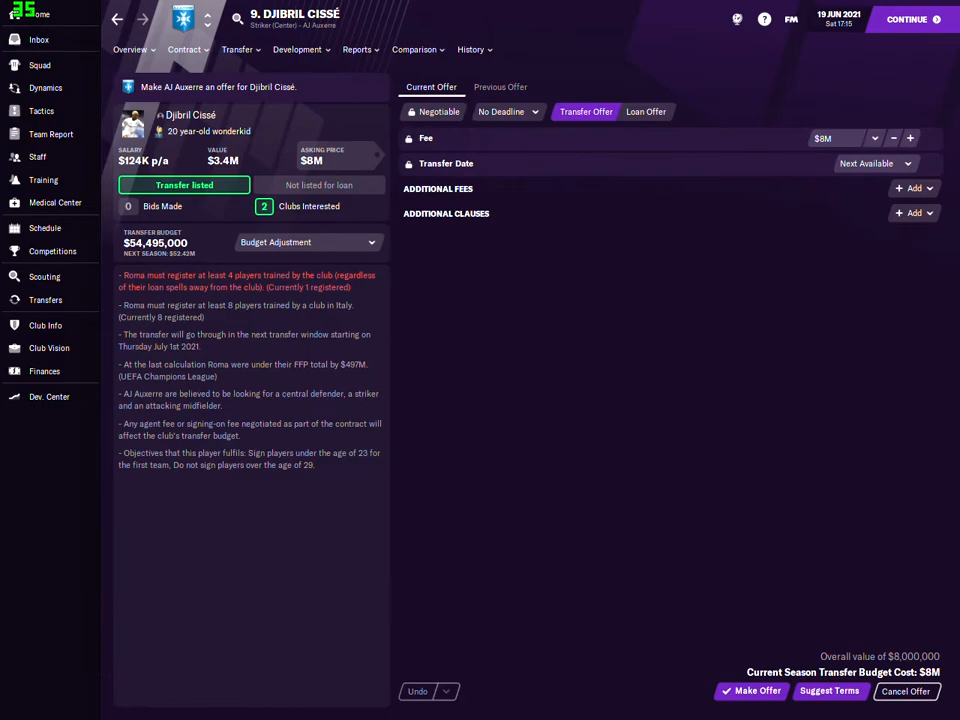 35
ome
Inbox
Squad
Dynamics
Tactics
Team Report
Staff
Training
Medical Center
Schedule
Competitions
Scouting
Transfers
Club Info
Club Vision
Finances
Dev. Center
9. DJIBRIL CISSÉ
Striker (Center) - AJ Auxerre
FM
19 JUN 2021
Sat 17:15
CONTINUE
Overview
Contract
Transfer
Development
Reports
Comparison
History
Make AJ Auxerre an offer for Djibril Cissé.
Djibril Cissé
20 year-old wonderkid
SALARY
$124K p/a
VALUE
$3.4M
ASKING PRICE
$8M
Transfer listed
Not listed for loan
0 Bids Made
2 Clubs Interested
TRANSFER BUDGET
$54,495,000
NEXT SEASON: $52.42M
Budget Adjustment
- Roma must register at least 4 players trained by the club (regardless
of their loan spells away from the club). (Currently 1 registered)
- Roma must register at least 8 players trained by a club in Italy.
(Currently 8 registered)
- The transfer will go through in the next transfer window starting on
Thursday July 1st 2021.
- At the last calculation Roma were under their FFP total by $497M.
(UEFA Champions League)
- AJ Auxerre are believed to be looking for a central defender, a striker
and an attacking midfielder.
- Any agent fee or signing-on fee negotiated as part of the contract will
affect the club's transfer budget.
- Objectives that this player fulfils: Sign players under the age of 23 for
the first team, Do not sign players over the age of 29.
Current Offer
Previous Offer
Negotiable
No Deadline
Transfer Offer
Loan Offer
Fee
$8M
Transfer Date
Next Available
ADDITIONAL FEES
+ Add
ADDITIONAL CLAUSES
+ Add
Overall value of $8,000,000
Current Season Transfer Budget Cost: $8M
Undo
Make Offer
Suggest Terms
Cancel Offer